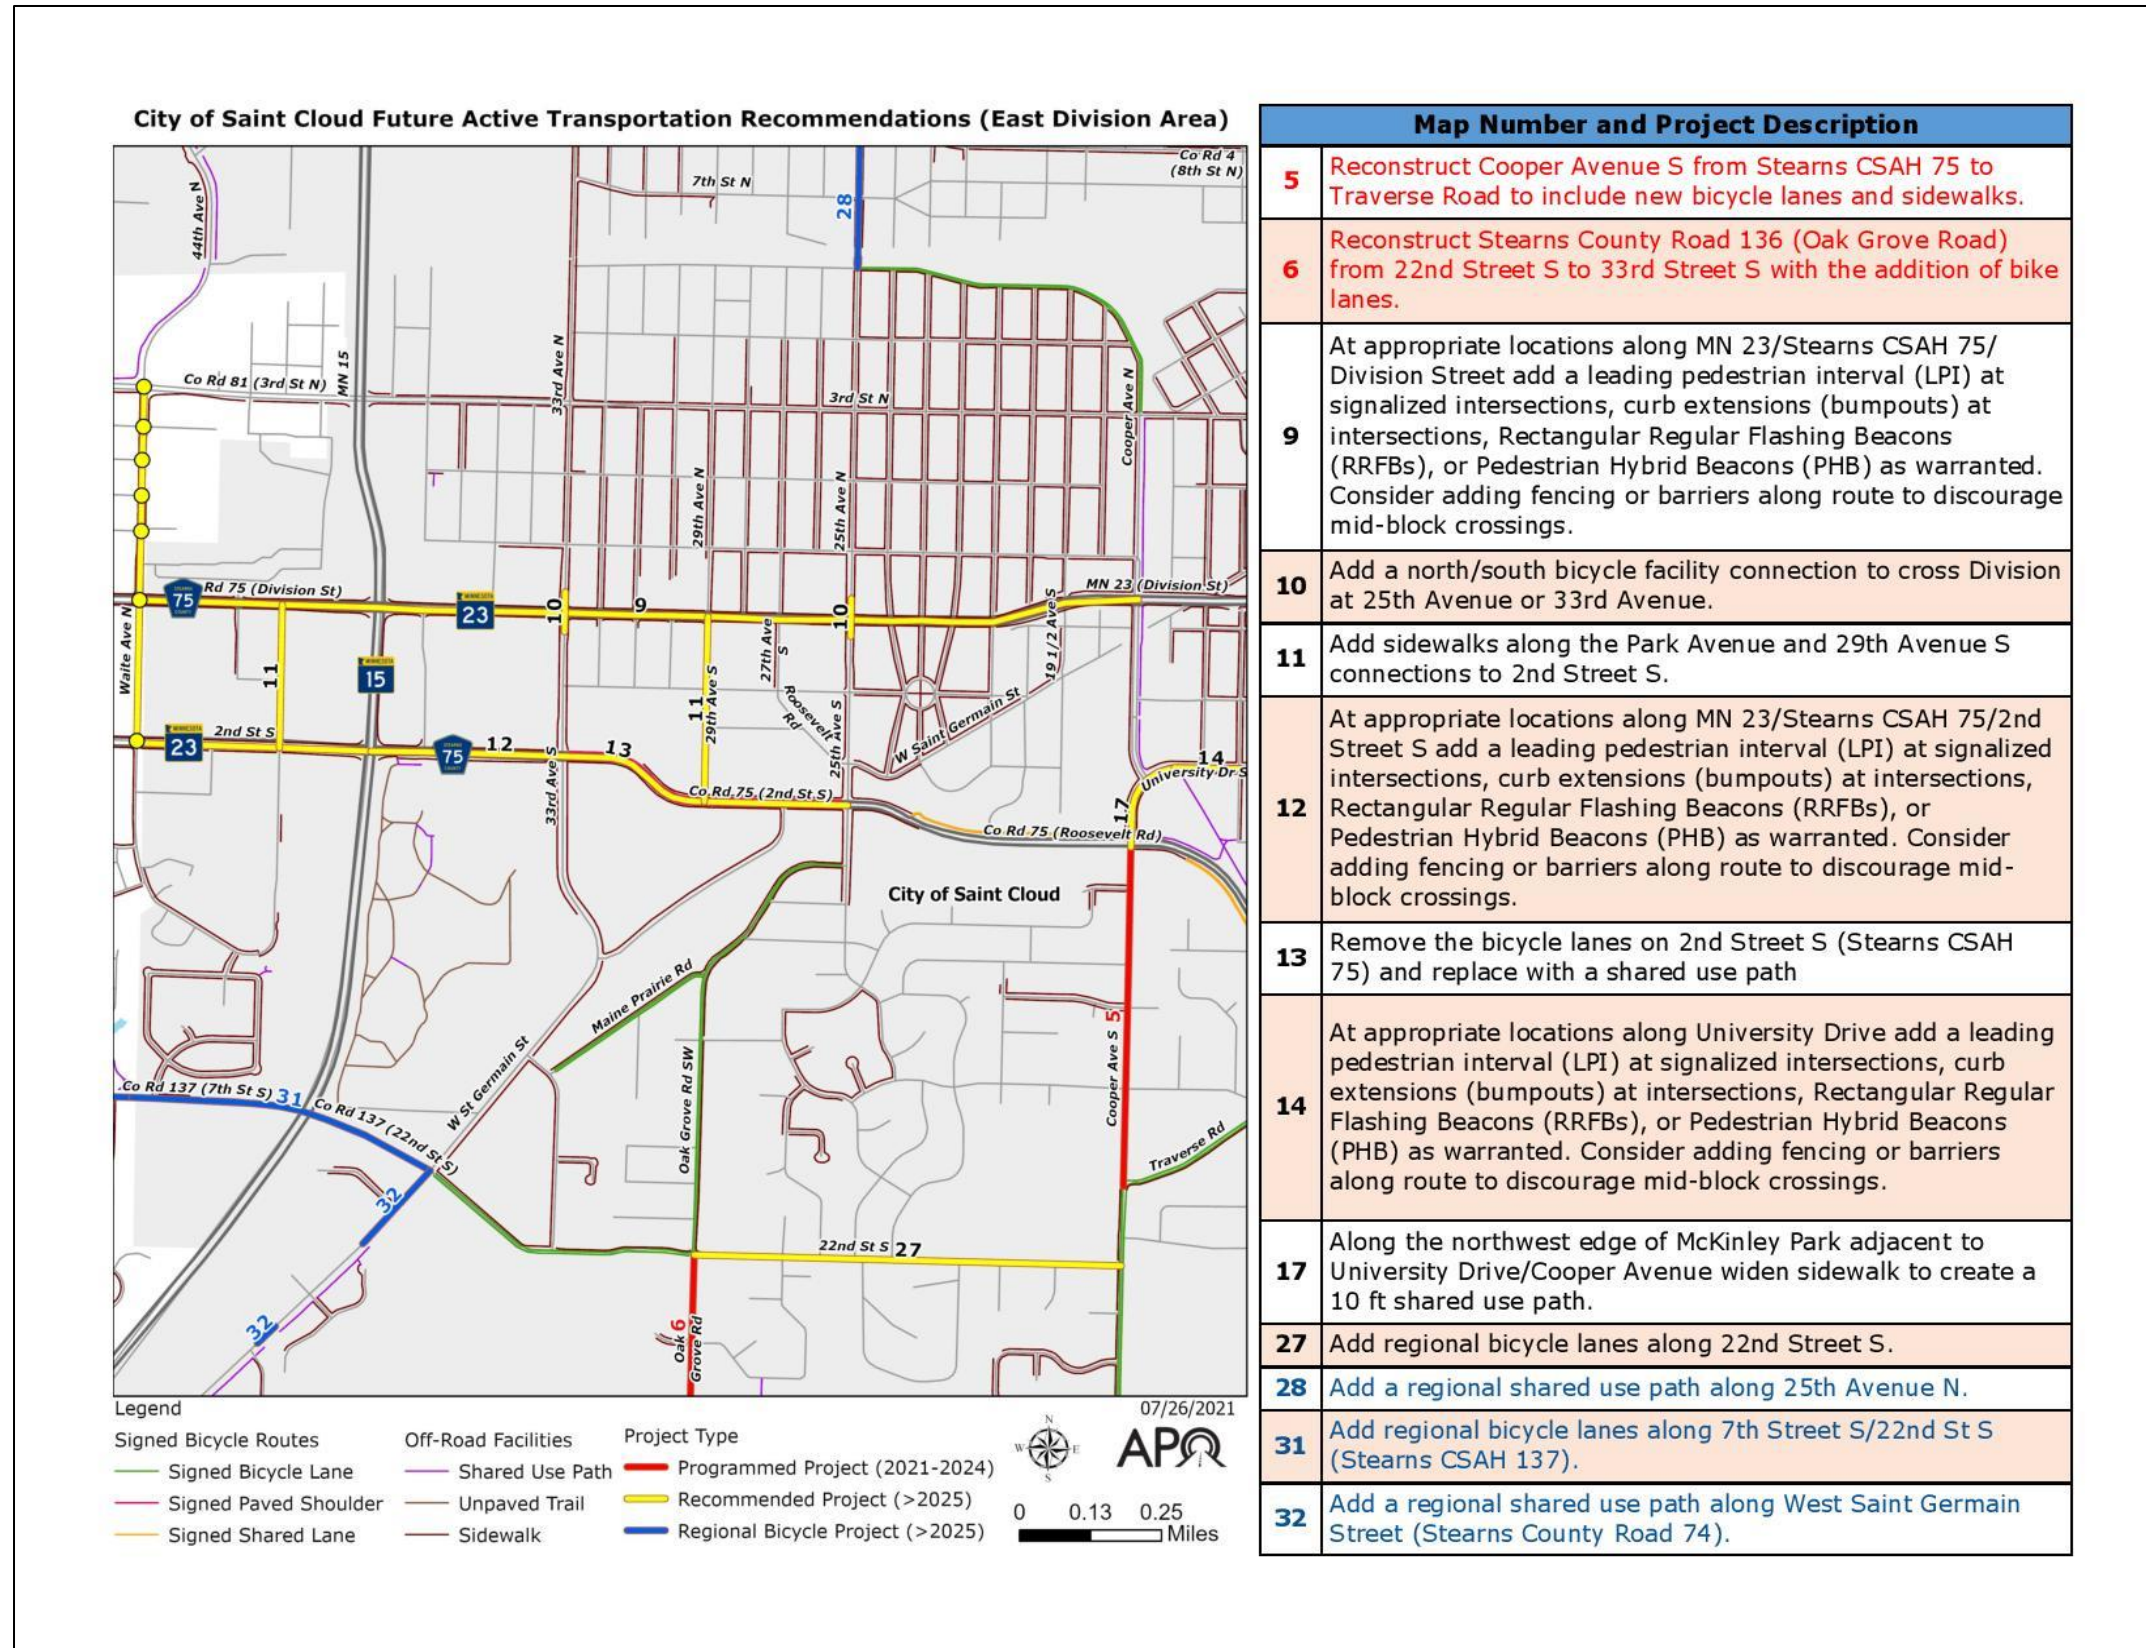 City of Saint Cloud Future Active Transportation Recommendations (East Division Area)
Co Rd 4
(8th St N)
7th St N
28
44th Ave N
MN 15
33rd Ave N
Co Rd 81 (3rd St N)
3rd St N
Cooper Ave N
29th Ave N
25th Ave N
75
Rd 75 (Division St)
23
10
9
10
MN 23 (Division St)
Waite Ave N
11
15
27th Ave
S
19 1/2 Ave S
11
29th Ave S
Roosevelt
Rd
25th Ave S
W Saint Germain St
23
2nd St S
75
12
33rd Ave S
13
Co Rd 75 (2nd St S)
14
University Dr S
17
Co Rd 75 (Roosevelt Rd)
City of Saint Cloud
Maine Prairie Rd
5
Cooper Ave S
Oak Grove Rd SW
W St Germain St
Co Rd 137 (7th St S)
31
Co Rd 137 (22nd St S)
Traverse Rd
32
22nd St S
27
32
6
Oak
Grove Rd
Legend
07/26/2021
Signed Bicycle Routes
Signed Bicycle Lane
Signed Paved Shoulder
Signed Shared Lane
Off-Road Facilities
Shared Use Path
Unpaved Trail
Sidewalk
Project Type
Programmed Project (2021-2024)
Recommended Project (>2025)
Regional Bicycle Project (>2025)
N
W
E
S
APO
0 0.13 0.25
Miles
Map Number and Project Description
5
Reconstruct Cooper Avenue S from Stearns CSAH 75 to
Traverse Road to include new bicycle lanes and sidewalks.
6
Reconstruct Stearns County Road 136 (Oak Grove Road)
from 22nd Street S to 33rd Street S with the addition of bike
lanes.
9
At appropriate locations along MN 23/Stearns CSAH 75/
Division Street add a leading pedestrian interval (LPI) at
signalized intersections, curb extensions (bumpouts) at
intersections, Rectangular Regular Flashing Beacons
(RRFBs), or Pedestrian Hybrid Beacons (PHB) as warranted.
Consider adding fencing or barriers along route to discourage
mid-block crossings.
10
Add a north/south bicycle facility connection to cross Division
at 25th Avenue or 33rd Avenue.
11
Add sidewalks along the Park Avenue and 29th Avenue S
connections to 2nd Street S.
12
At appropriate locations along MN 23/Stearns CSAH 75/2nd
Street S add a leading pedestrian interval (LPI) at signalized
intersections, curb extensions (bumpouts) at intersections,
Rectangular Regular Flashing Beacons (RRFBs), or
Pedestrian Hybrid Beacons (PHB) as warranted. Consider
adding fencing or barriers along route to discourage mid-
block crossings.
13
Remove the bicycle lanes on 2nd Street S (Stearns CSAH
75) and replace with a shared use path
14
At appropriate locations along University Drive add a leading
pedestrian interval (LPI) at signalized intersections, curb
extensions (bumpouts) at intersections, Rectangular Regular
Flashing Beacons (RRFBs), or Pedestrian Hybrid Beacons
(PHB) as warranted. Consider adding fencing or barriers
along route to discourage mid-block crossings.
17
Along the northwest edge of McKinley Park adjacent to
University Drive/Cooper Avenue widen sidewalk to create a
10 ft shared use path.
27
Add regional bicycle lanes along 22nd Street S.
28
Add a regional shared use path along 25th Avenue N.
31
Add regional bicycle lanes along 7th Street S/22nd St S
(Stearns CSAH 137).
32
Add a regional shared use path along West Saint Germain
Street (Stearns County Road 74).